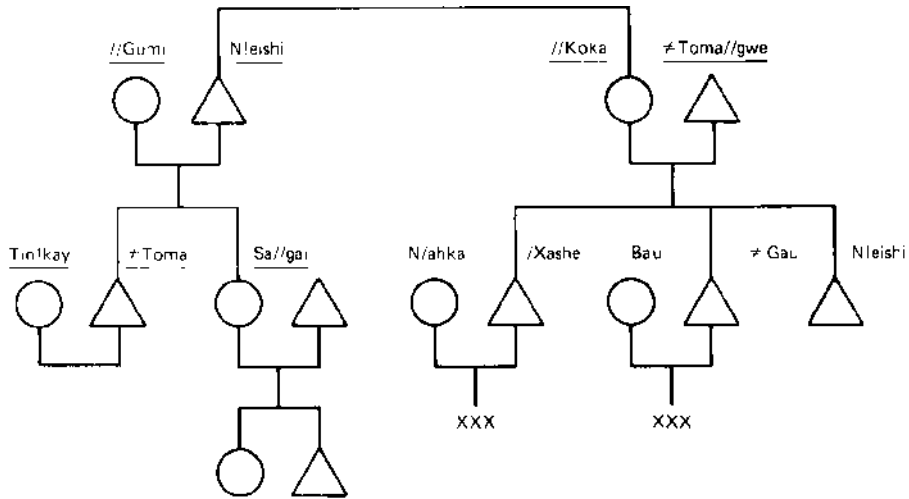 //Gumi N!eishi //Koka ≠Toma//gwe
Tin!kay ≠Toma Sa//gai N/ahka /Xashe Bau ≠Gau N!eishi
XXX XXX